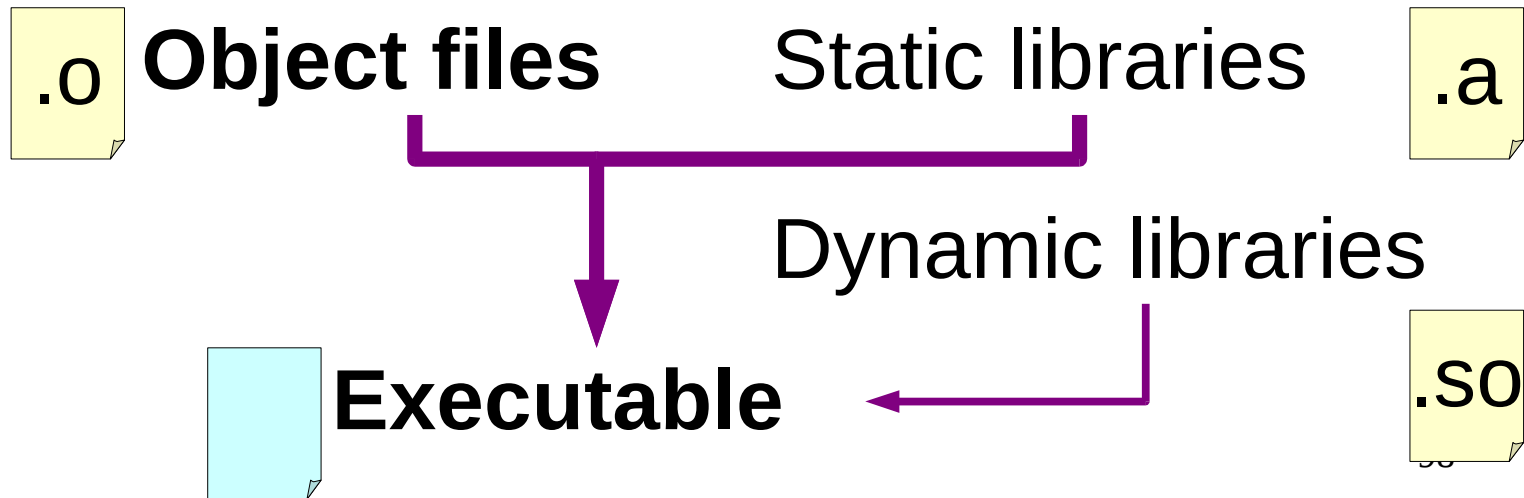 .o
Object files
Static libraries
.a
Dynamic libraries
Executable
.so